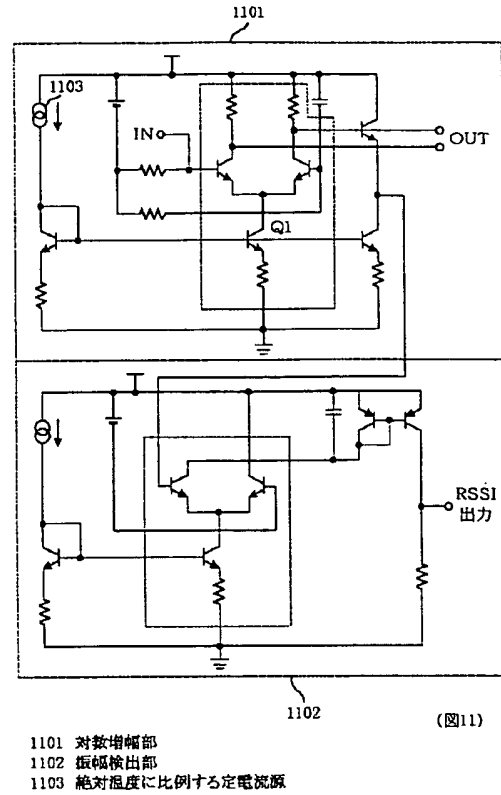 1101
1103
IN
OUT
Q1
RSSI
出力
1102
(図11)
1101 対数増幅部
1102 振幅検出部
1103 絶対温度に比例する定電流源